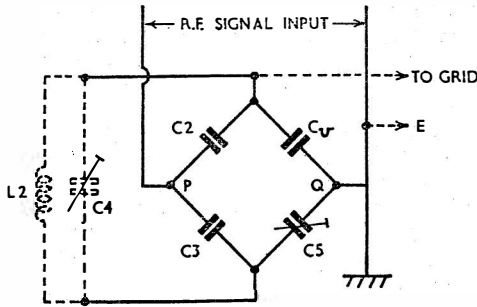 R.F. SIGNAL INPUT
TO GRID
C2
Cv
E
L2
C4
P
Q
C3
C5